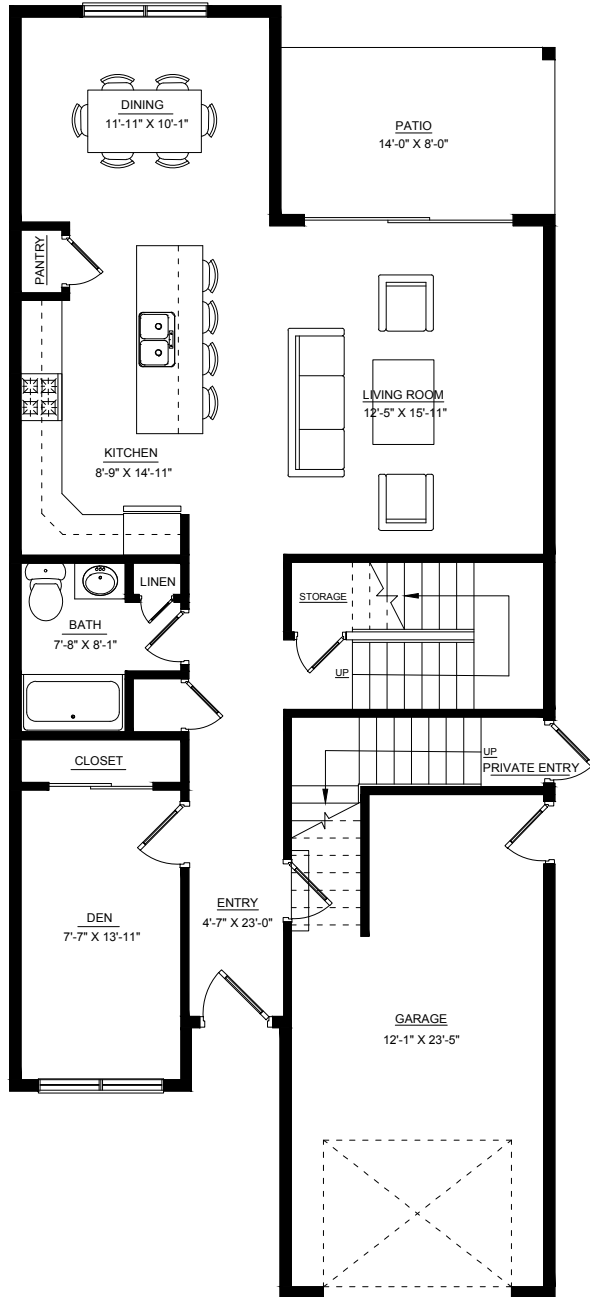 DINING
11'-11" X 10'-1"
PATIO
14'-0" X 8'-0"
PANTRY
LIVING ROOM
12'-5" X 15'-11"
KITCHEN
8'-9" X 14'-11"
LINEN
STORAGE
BATH
7'-8" X 8'-1"
UP
UP
PRIVATE ENTRY
CLOSET
ENTRY
4'-7" X 23'-0"
DEN
7'-7" X 13'-11"
GARAGE
12'-1" X 23'-5"